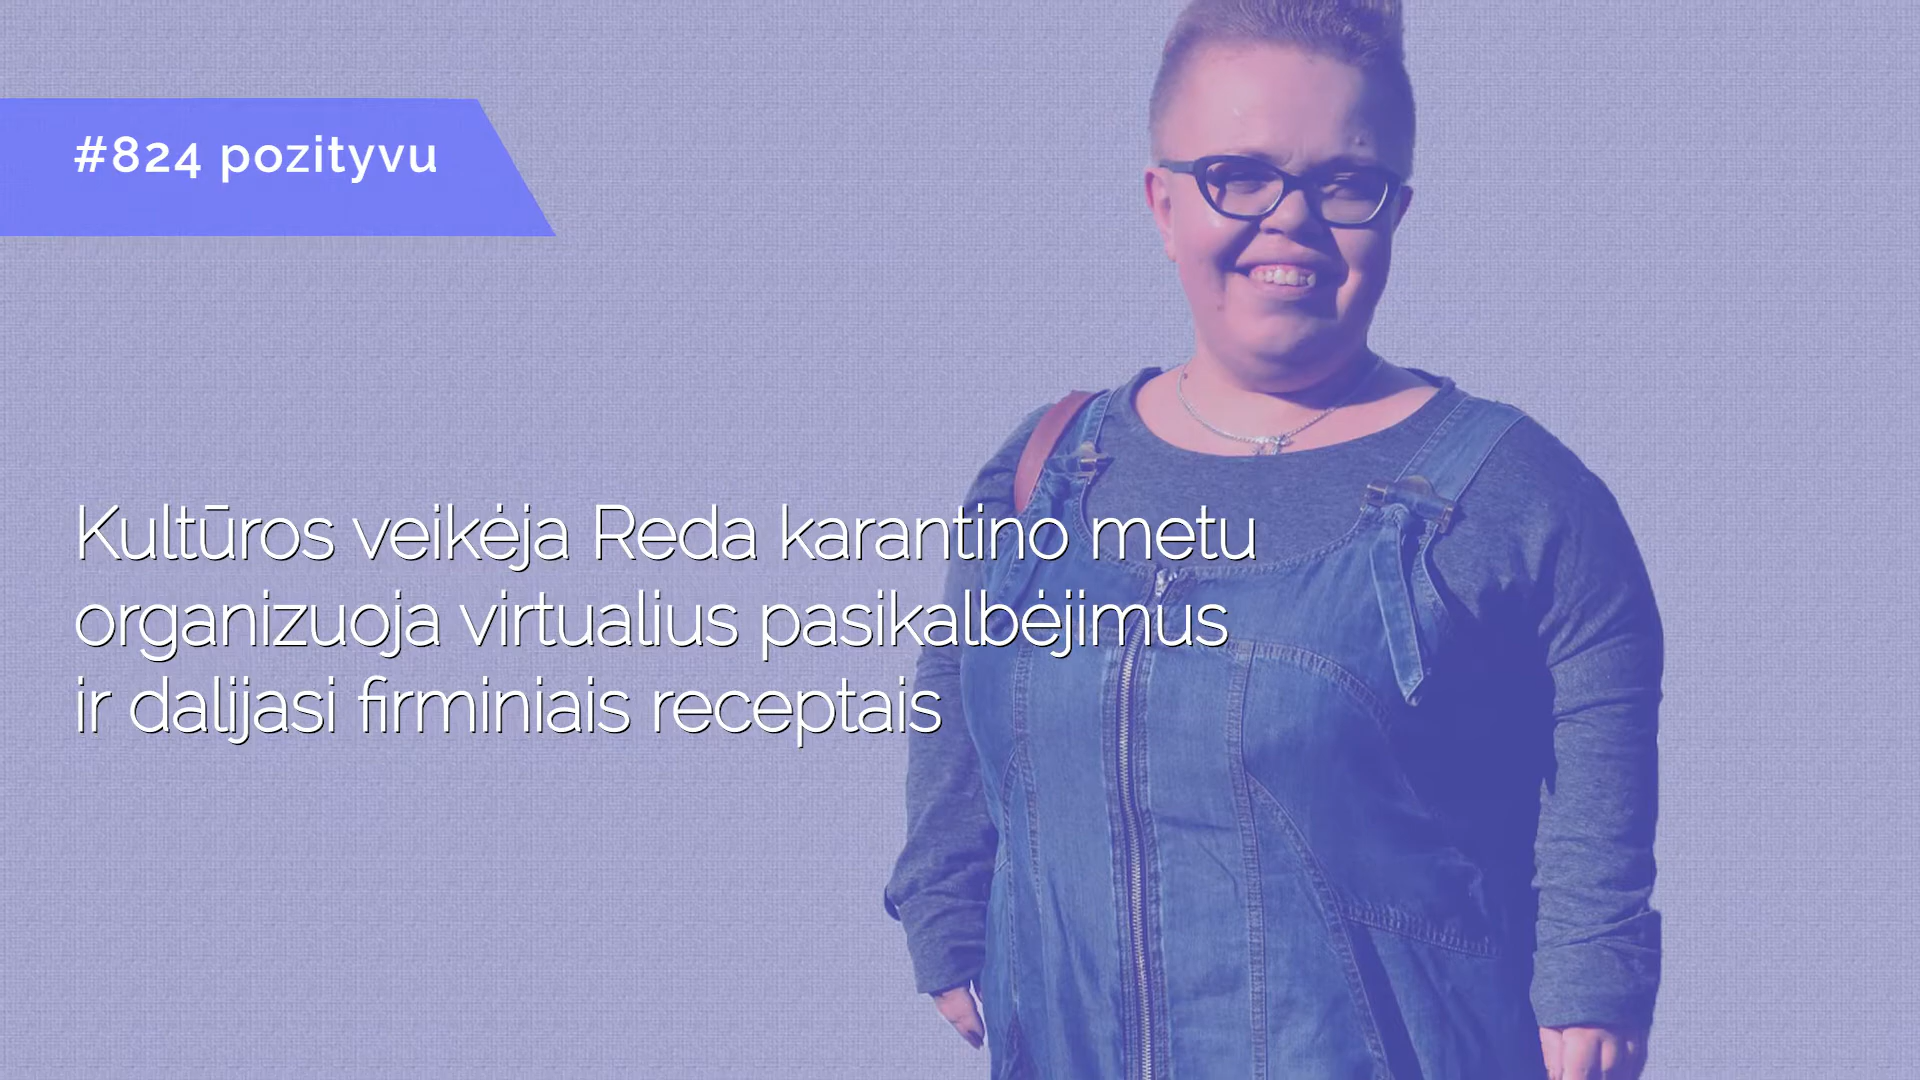 #824 pozityvu
Kultūros veikėja Reda karantino metu
organizuoja virtualius pasikalbėjimus
ir dalijasi firminiais receptais